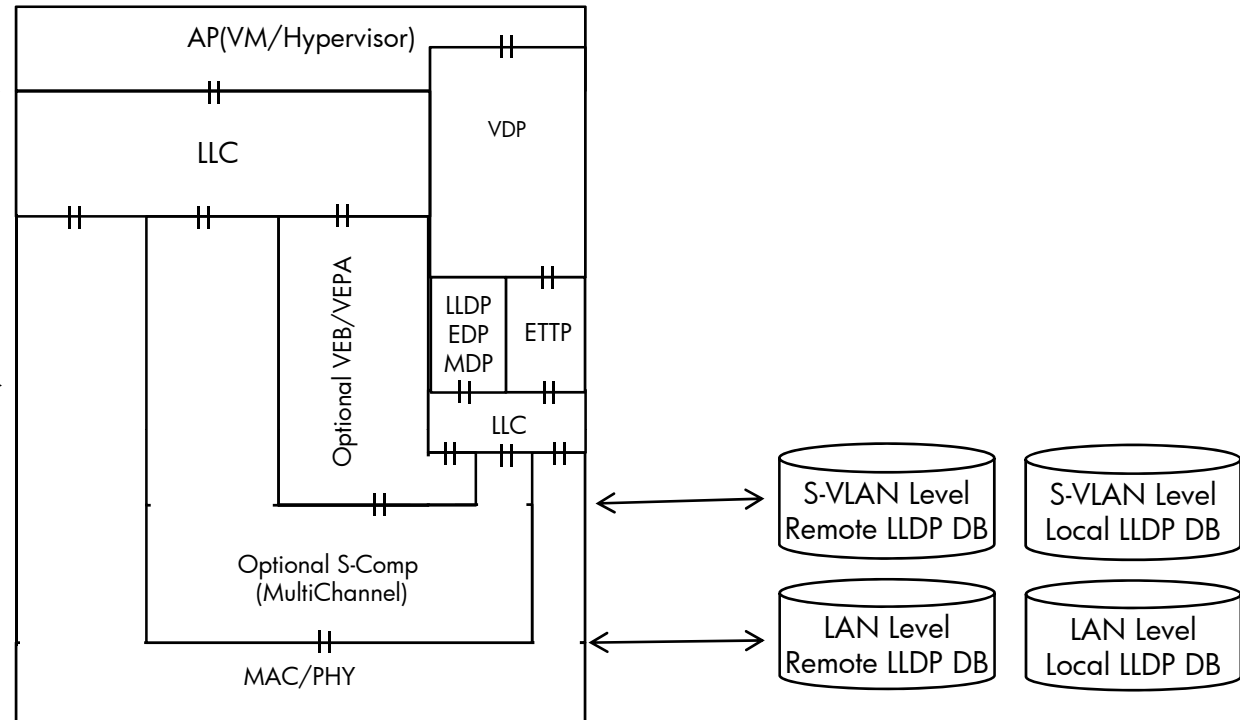 AP(VM/Hypervisor)
VDP
LLC
Optional VEB/VEPA
LLDP
EDP
MDP
ETTP
LLC
S-VLAN Level
Remote LLDP DB
S-VLAN Level
Local LLDP DB
Optional S-Comp
(MultiChannel)
LAN Level
Remote LLDP DB
LAN Level
Local LLDP DB
MAC/PHY